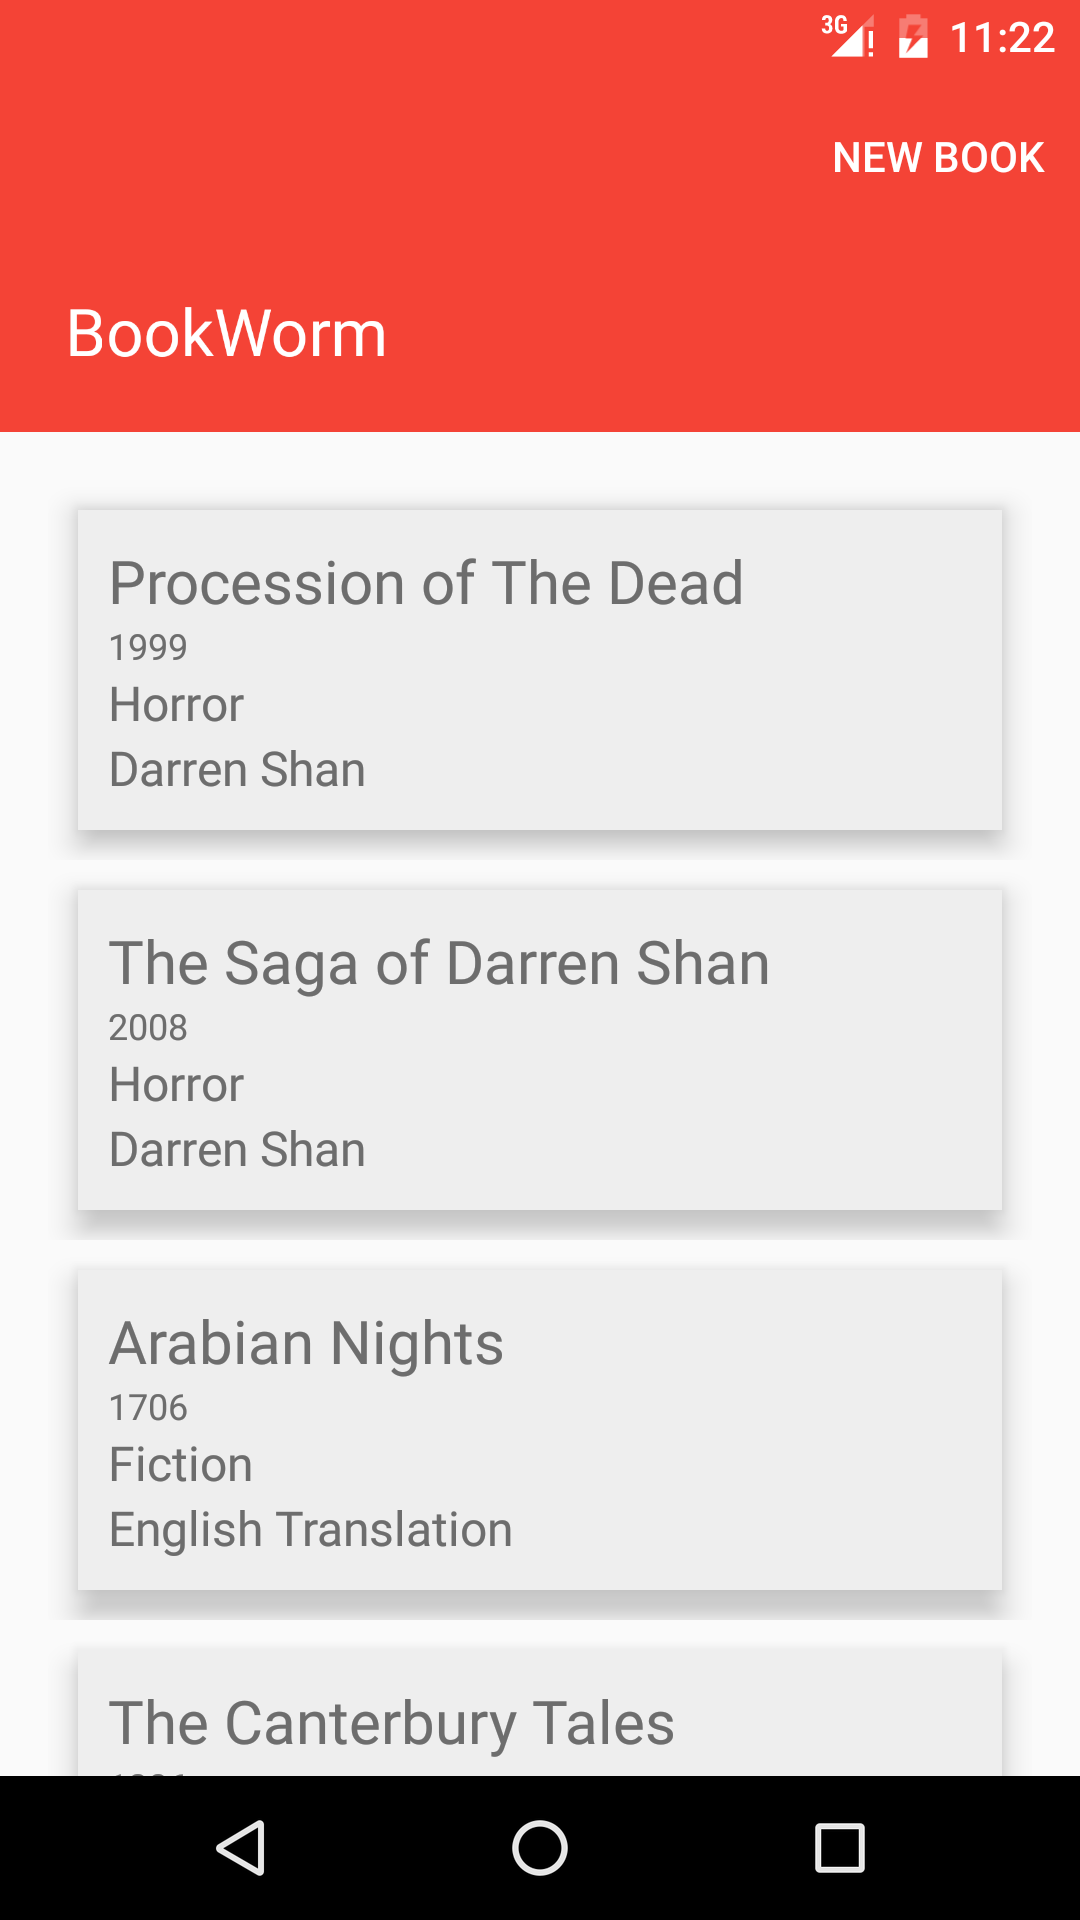 3G 11:22
NEW BOOK
BookWorm
Procession of The Dead
1999
Horror
Darren Shan
The Saga of Darren Shan
2008
Horror
Darren Shan
Arabian Nights
1706
Fiction
English Translation
The Canterbury Tales